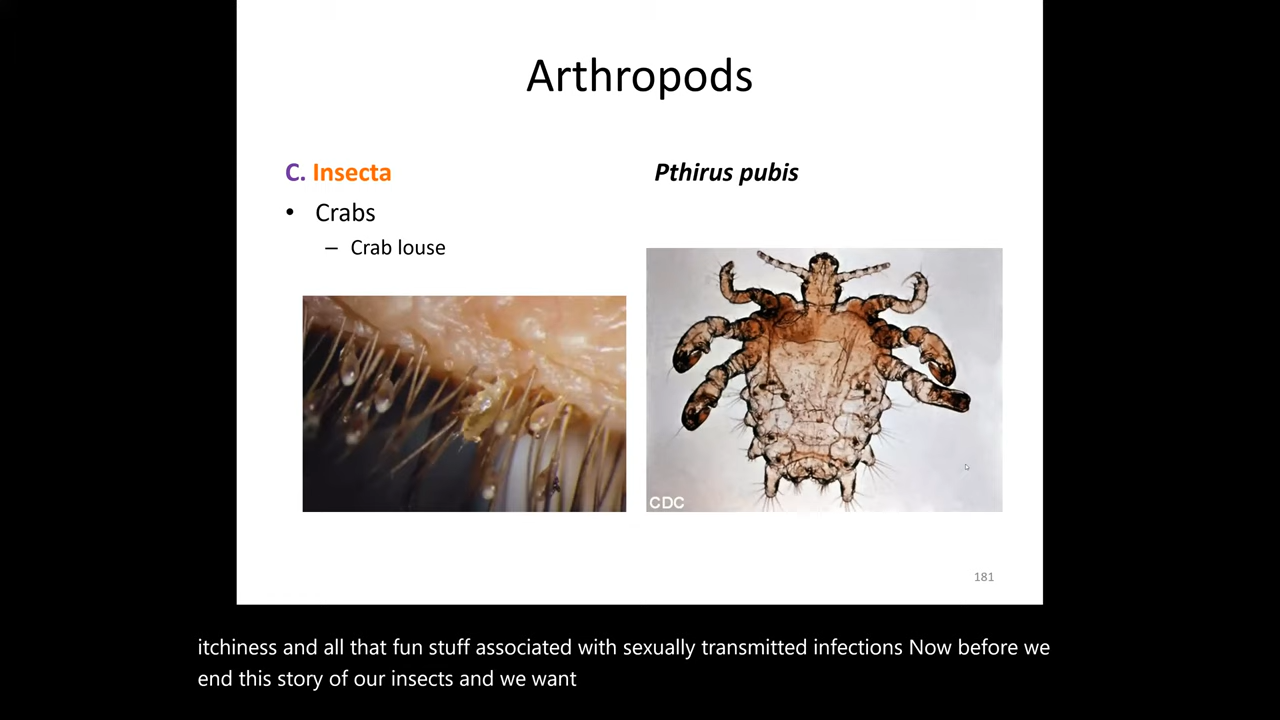 Arthropods
C. Insecta
• Crabs
– Crab louse
Pthirus pubis
CDC
181
itchiness and all that fun stuff associated with sexually transmitted infections Now before we
end this story of our insects and we want